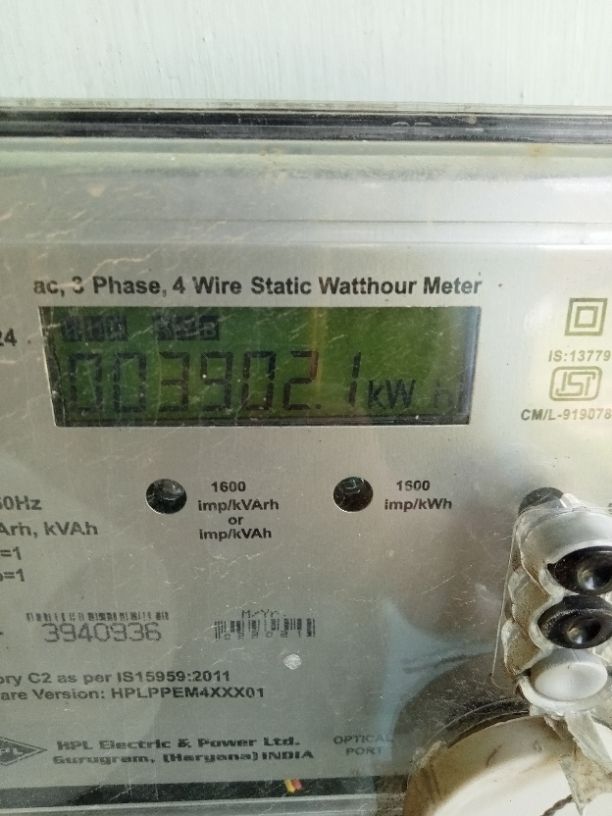 ac, 3 Phase, 4 Wire Static Watthour Meter
24
003902.1 kW h
IS:13779
CM/L-919078
1600
imp/kVArh
or
imp/kVAh
1600
imp/kWh
Arh, kVAh
=1
=1
3940936
M/Yr.
ory C2 as per IS15959:2011
are Version: HPLPPEM4XXX01
HPL Electric & Power Ltd.
Gurugram, (Haryana) INDIA
OPTICAL
PORT